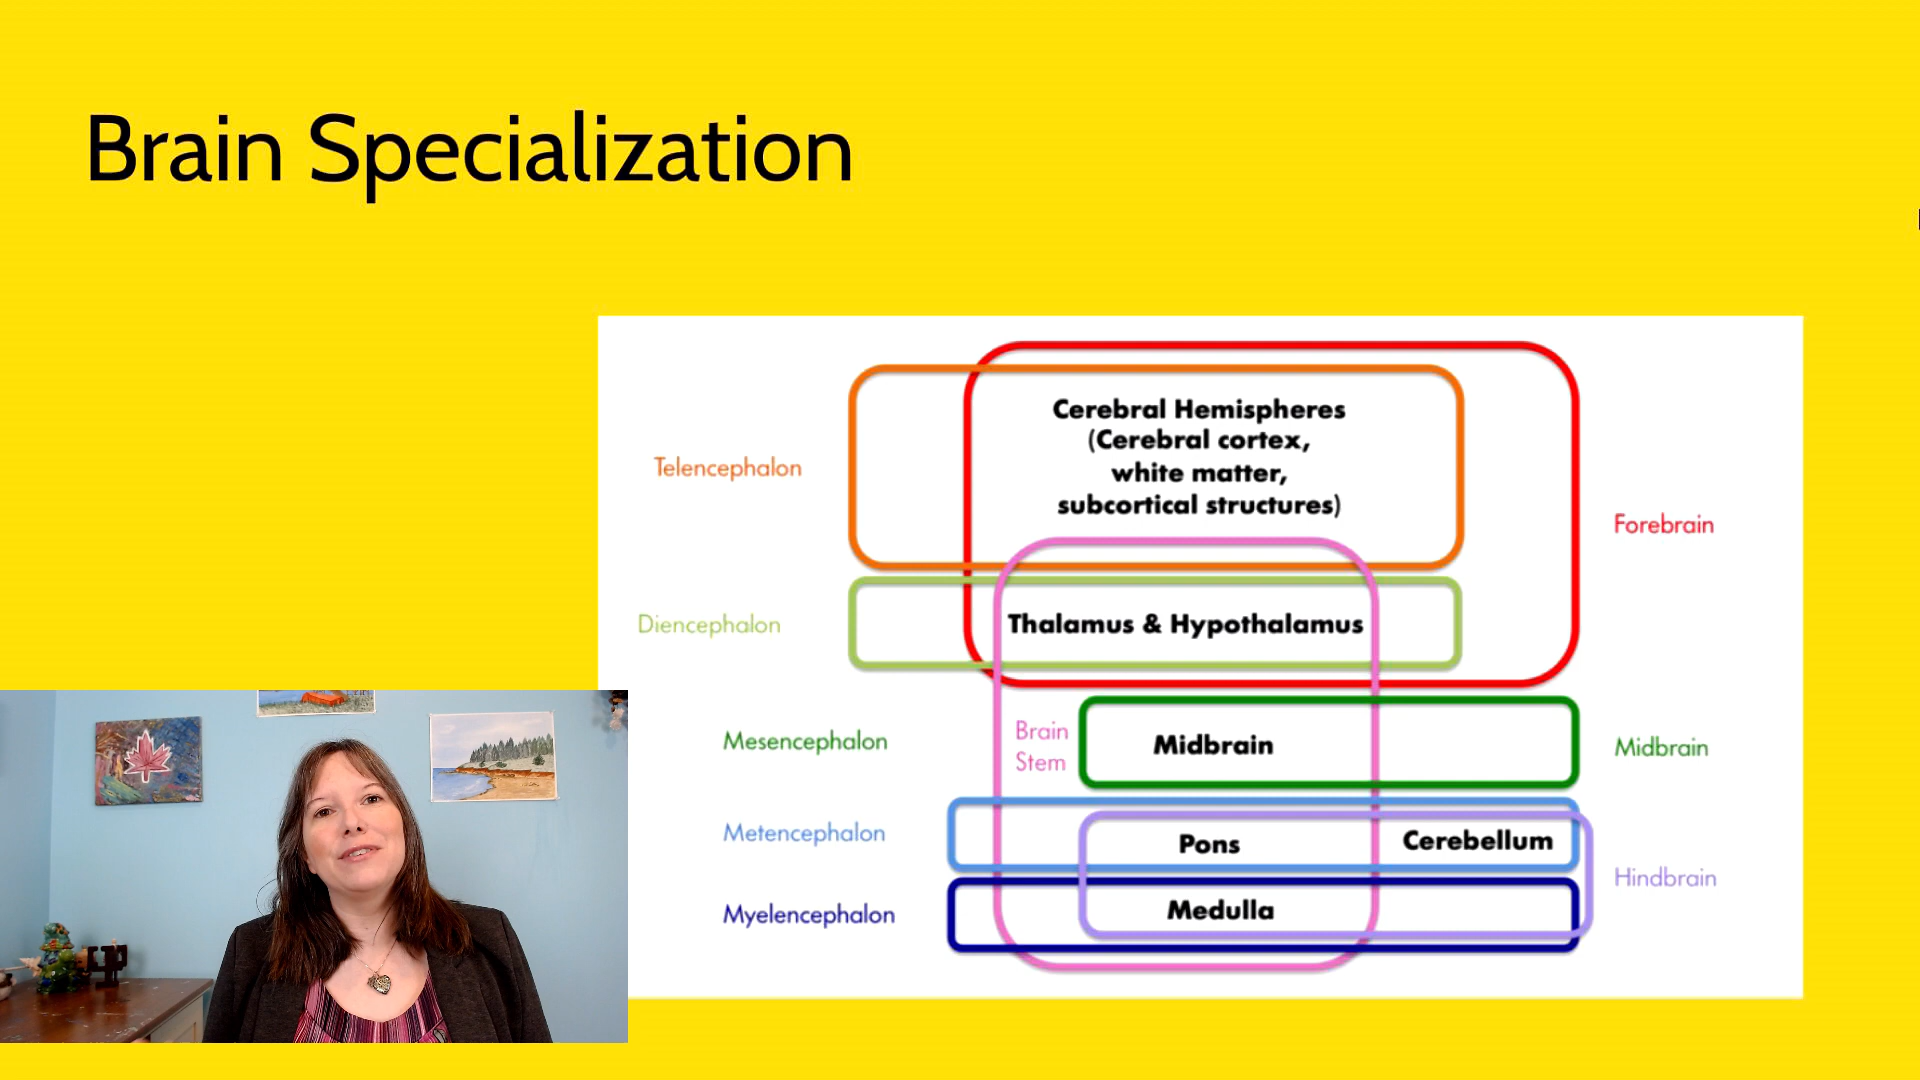 Brain Specialization
Cerebral Hemispheres
(Cerebral cortex,
white matter,
subcortical structures)
Telencephalon
Forebrain
Diencephalon
Thalamus & Hypothalamus
Mesencephalon
Brain
Stem
Midbrain
Midbrain
Metencephalon
Pons
Cerebellum
Hindbrain
Myelencephalon
Medulla